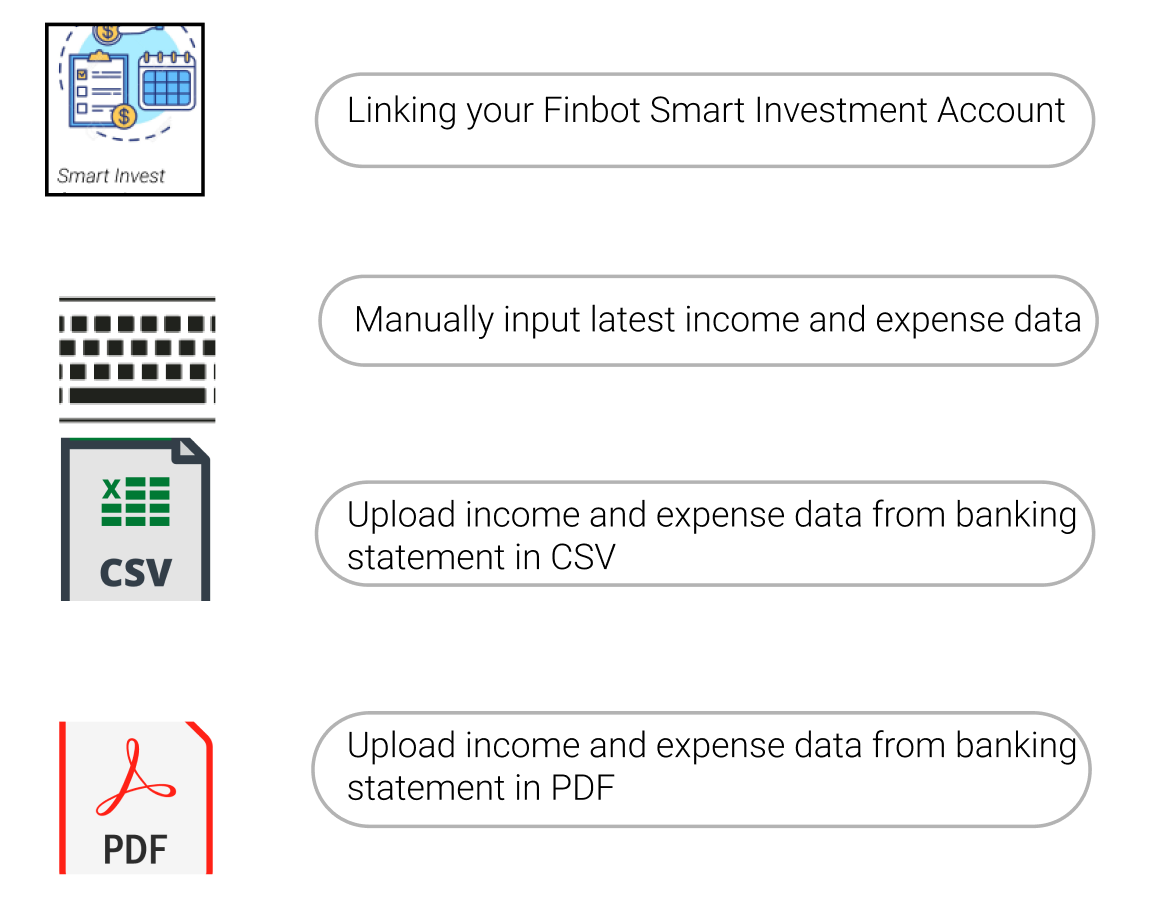 Linking your Finbot Smart Investment Account
Smart Invest
Manually input latest income and expense data
Upload income and expense data from banking
statement in CSV
X
CSV
Upload income and expense data from banking
statement in PDF
PDF